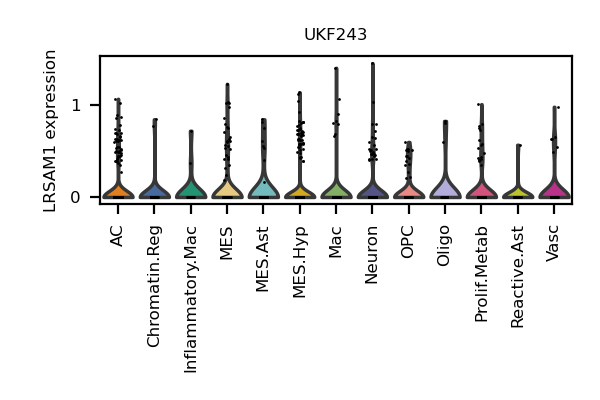 UKF243
LRSAM1 expression
1
0
AC
Chromatin.Reg
Inflammatory.Mac
MES
MES.Ast
MES.Hyp
Mac
Neuron
OPC
Oligo
Prolif.Metab
Reactive.Ast
Vasc